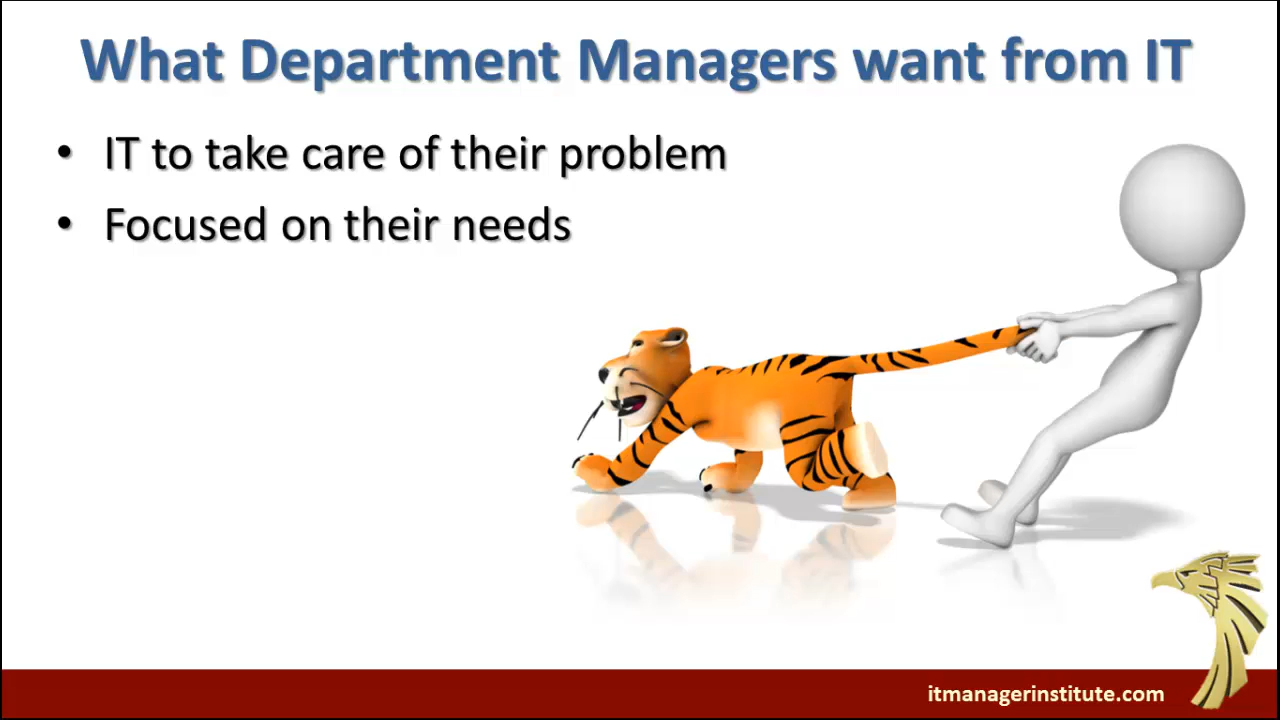 What Department Managers want from IT
• IT to take care of their problem
• Focused on their needs
itmanagerinstitute.com